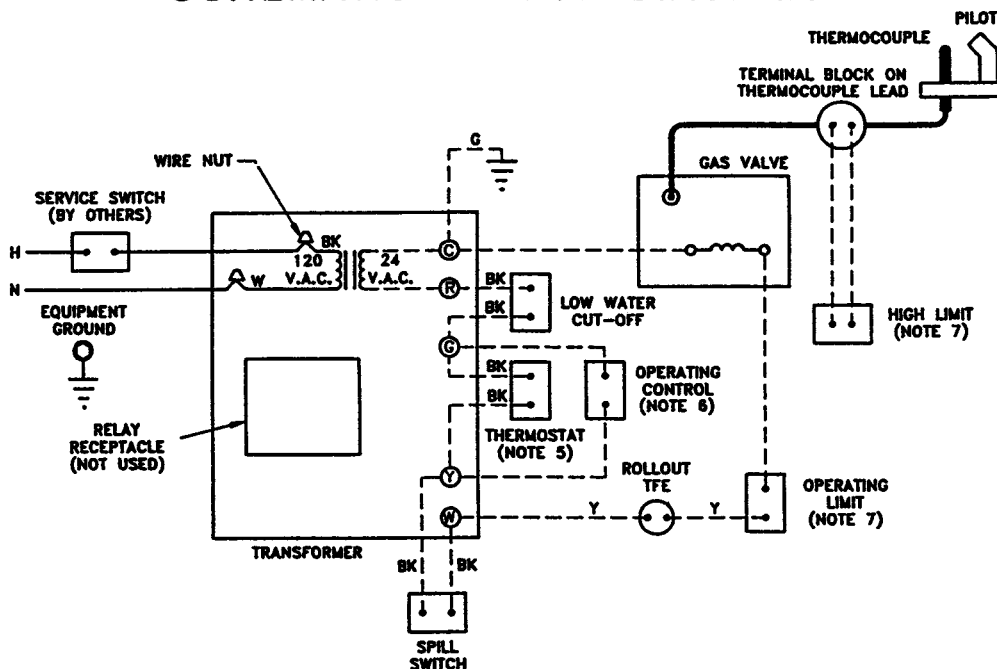 PILOT
THERMOCOUPLE
TERMINAL BLOCK ON
THERMOCOUPLE LEAD
G
WIRE NUT
GAS VALVE
SERVICE SWITCH
(BY OTHERS)
H
BK
C
120
V.A.C.
24
V.A.C.
N
W
R
BK
BK
LOW WATER
CUT-OFF
HIGH LIMIT
(NOTE 7)
EQUIPMENT
GROUND
G
BK
BK
OPERATING
CONTROL
(NOTE 6)
THERMOSTAT
(NOTE 5)
RELAY
RECEPTACLE
(NOT USED)
Y
ROLLOUT
TFE
W
Y
Y
OPERATING
LIMIT
(NOTE 7)
TRANSFORMER
BK
BK
SPILL
SWITCH